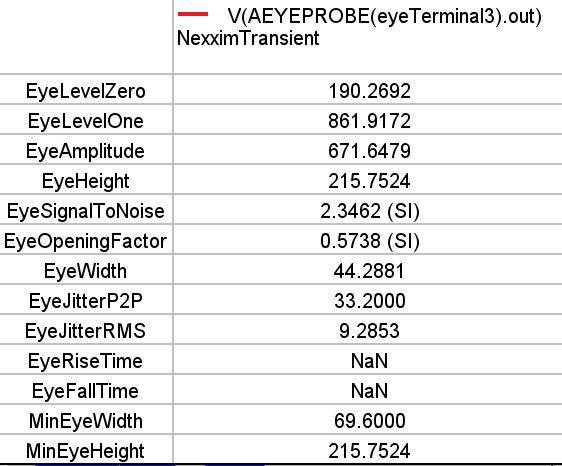 V(AEYEPROBE(eyeTerminal3).out)
NexximTransient
EyeLevelZero 190.2692
EyeLevelOne 861.9172
EyeAmplitude 671.6479
EyeHeight 215.7524
EyeSignalToNoise 2.3462 (SI)
EyeOpeningFactor 0.5738 (SI)
EyeWidth 44.2881
EyeJitterP2P 33.2000
EyeJitterRMS 9.2853
EyeRiseTime NaN
EyeFallTime NaN
MinEyeWidth 69.6000
MinEyeHeight 215.7524